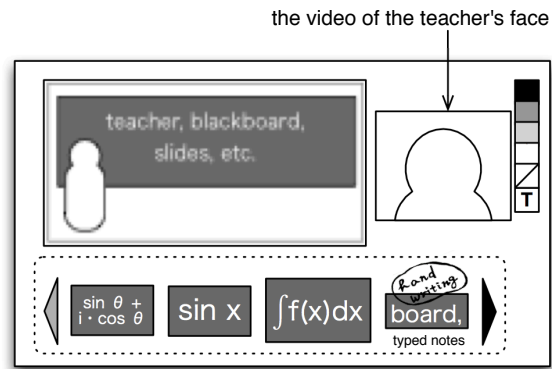 the video of the teacher's face
teacher, blackboard,
slides, etc.
T
sin θ +
i・cos θ
sin x
∫f(x)dx
hand
writing
board,
typed notes